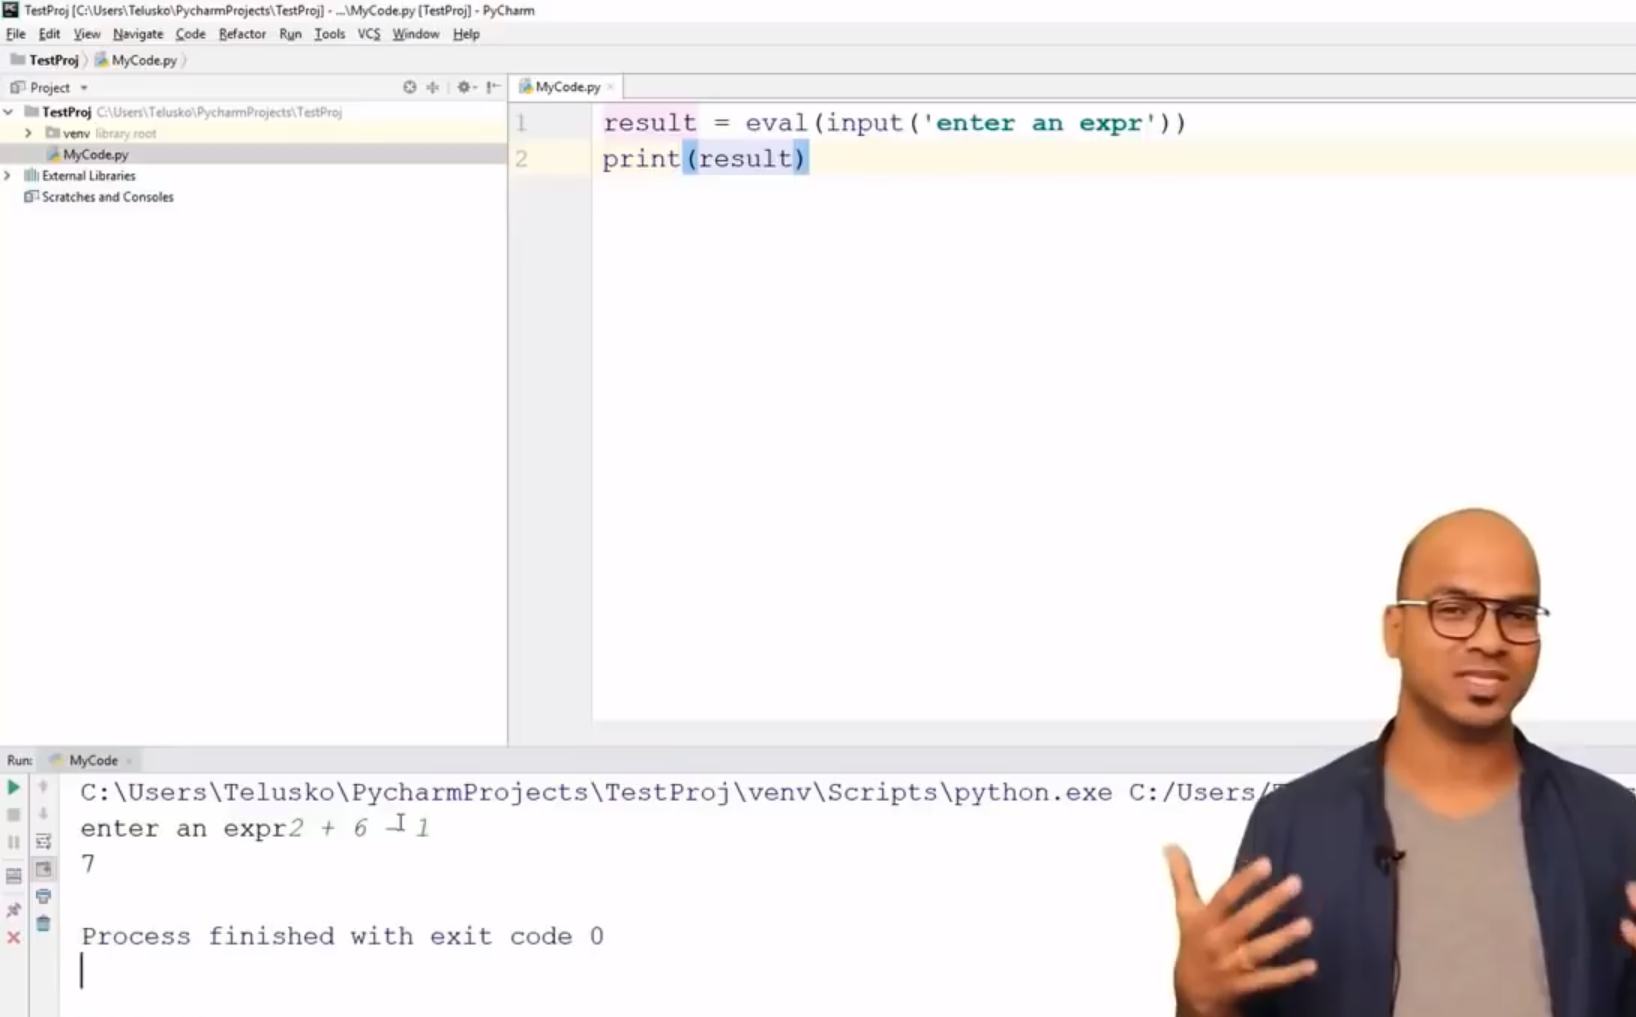 TestProj [C:\Users\Telusko\PycharmProjects\TestProj] - ...\MyCode.py [TestProj] - PyCharm
File Edit View Navigate Code Refactor Run Tools VCS Window Help
TestProj MyCode.py
Project
MyCode.py
TestProj C:\Users\Telusko\PycharmProjects\TestProj
venv library root
MyCode.py
External Libraries
Scratches and Consoles
1 result = eval(input('enter an expr'))
2 print(result)
Run: MyCode
C:\Users\Telusko\PycharmProjects\TestProj\venv\Scripts\python.exe C:/Users/
enter an expr2 + 6 - 1
7
Process finished with exit code 0